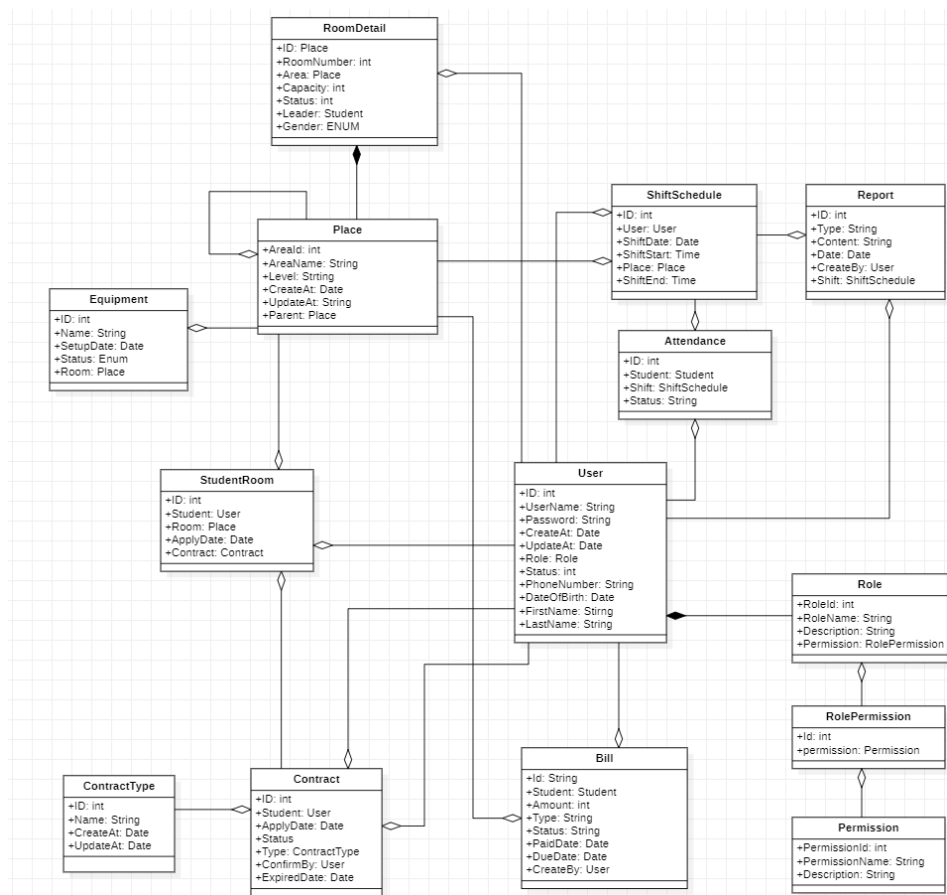 RoomDetail
+ID: Place
+RoomNumber: int
+Area: Place
+Capacity: int
+Status: int
+Leader: Student
+Gender: ENUM
Place
+AreaId: int
+AreaName: String
+Level: Strting
+CreateAt: Date
+UpdateAt: String
+Parent: Place
ShiftSchedule
+ID: int
+User: User
+ShiftDate: Date
+ShiftStart: Time
+Place: Place
+ShiftEnd: Time
Report
+ID: int
+Type: String
+Content: String
+Date: Date
+CreateBy: User
+Shift: ShiftSchedule
Equipment
+ID: int
+Name: String
+SetupDate: Date
+Status: Enum
+Room: Place
Attendance
+ID: int
+Student: Student
+Shift: ShiftSchedule
+Status: String
StudentRoom
+ID: int
+Student: User
+Room: Place
+ApplyDate: Date
+Contract: Contract
User
+ID: int
+UserName: String
+Password: String
+CreateAt: Date
+UpdateAt: Date
+Role: Role
+Status: int
+PhoneNumber: String
+DateOfBirth: Date
+FirstName: Stirng
+LastName: String
Role
+RoleId: int
+RoleName: String
+Description: String
+Permission: RolePermission
RolePermission
+Id: int
+permission: Permission
ContractType
+ID: int
+Name: String
+CreateAt: Date
+UpdateAt: Date
Contract
+ID: int
+Student: User
+ApplyDate: Date
+Status
+Type: ContractType
+ConfirmBy: User
+ExpiredDate: Date
Bill
+Id: String
+Student: Student
+Amount: int
+Type: String
+Status: String
+PaidDate: Date
+DueDate: Date
+CreateBy: User
Permission
+PermissionId: int
+PermissionName: String
+Description: String